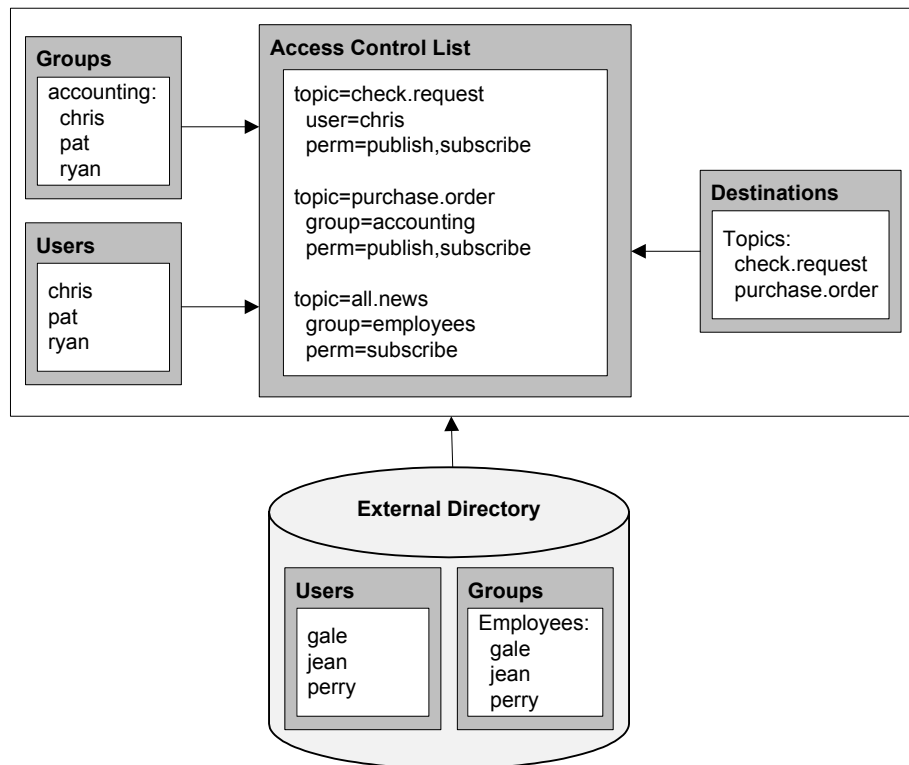 Groups
accounting:
chris
pat
ryan
Users
chris
pat
ryan
Access Control List
topic=check.request
user=chris
perm=publish,subscribe
topic=purchase.order
group=accounting
perm=publish,subscribe
topic=all.news
group=employees
perm=subscribe
Destinations
Topics:
check.request
purchase.order
External Directory
Users
gale
jean
perry
Groups
Employees:
gale
jean
perry